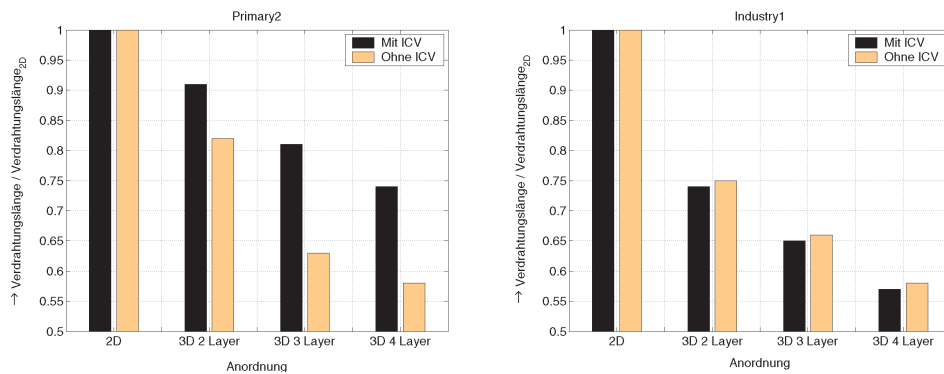 Primary2
Mit ICV
Ohne ICV
1
0.95
0.9
0.85
0.8
0.75
0.7
0.65
0.6
0.55
0.5
→ Verdrahtungslänge / Verdrahtungslänge2D
2D 3D 2 Layer 3D 3 Layer 3D 4 Layer
Anordnung
Industry1
Mit ICV
Ohne ICV
1
0.95
0.9
0.85
0.8
0.75
0.7
0.65
0.6
0.55
0.5
→ Verdrahtungslänge / Verdrahtungslänge2D
2D 3D 2 Layer 3D 3 Layer 3D 4 Layer
Anordnung